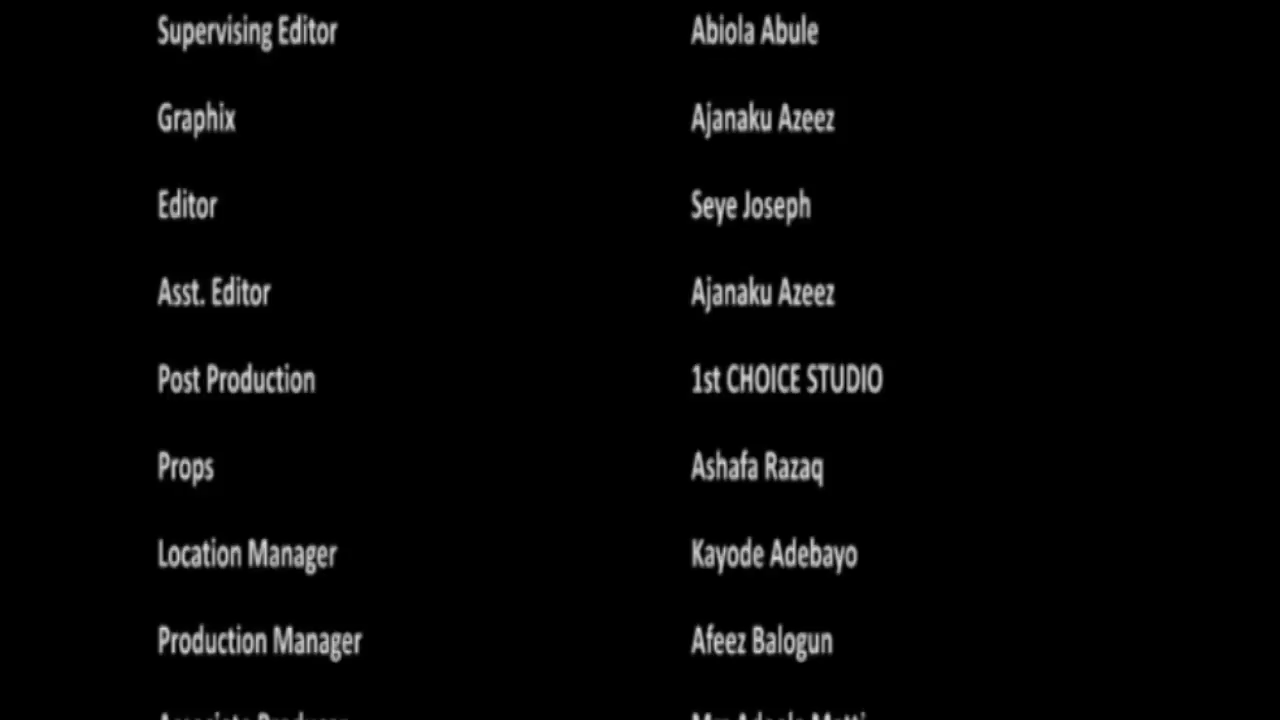 Supervising Editor Abiola Abule
Graphix Ajanaku Azeez
Editor Seye Joseph
Asst. Editor Ajanaku Azeez
Post Production 1st CHOICE STUDIO
Props Ashafa Razaq
Location Manager Kayode Adebayo
Production Manager Afeez Balogun